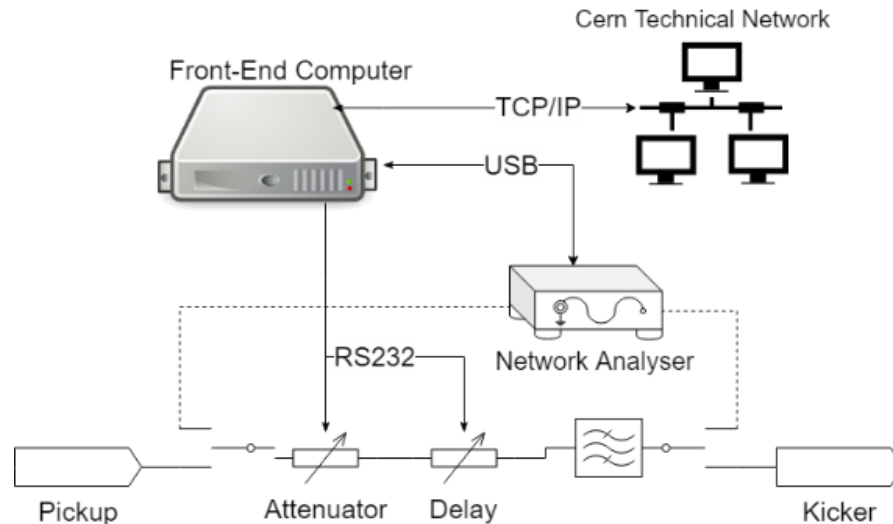 Cern Technical Network
Front-End Computer
TCP/IP
USB
RS232
Network Analyser
Pickup
Attenuator
Delay
Kicker